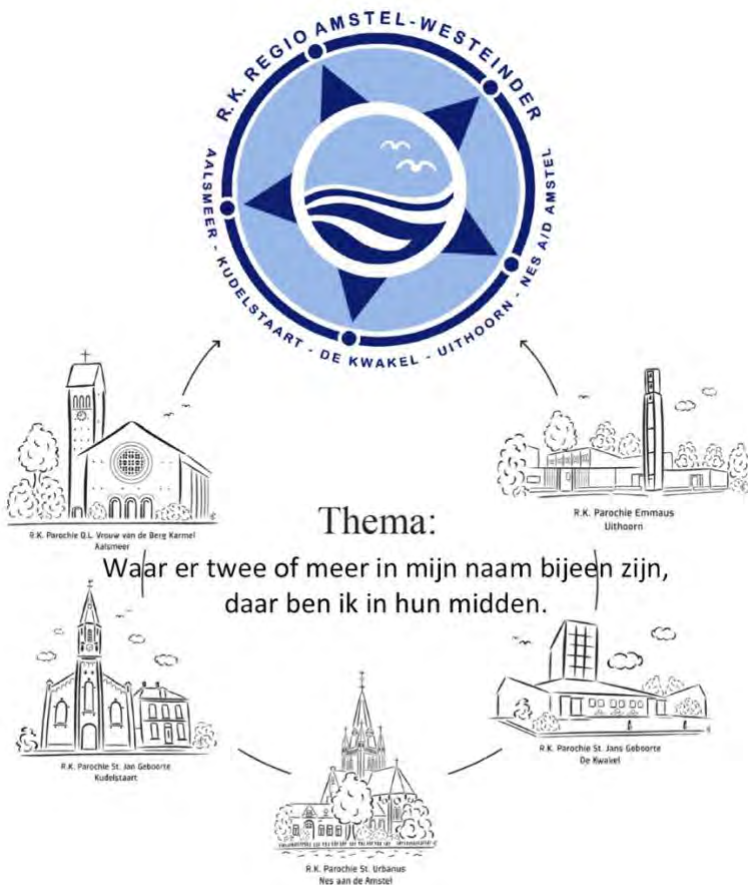 R.K. REGIO AMSTEL-WESTEINDER
AALSMEER - KUDELSTAART - DE KWAKEL - UITHOORN - NES A/D AMSTEL
R.K. Parochie O.L. Vrouw van de Berg Karmel
Aalsmeer
R.K. Parochie Emmaus
Uithoorn
Thema:
Waar er twee of meer in mijn naam bijeen zijn,
daar ben ik in hun midden.
R.K. Parochie St. Jan Geboorte
Kudelstaart
R.K. Parochie St. Jans Geboorte
De Kwakel
R.K. Parochie St. Urbanus
Nes aan de Amstel